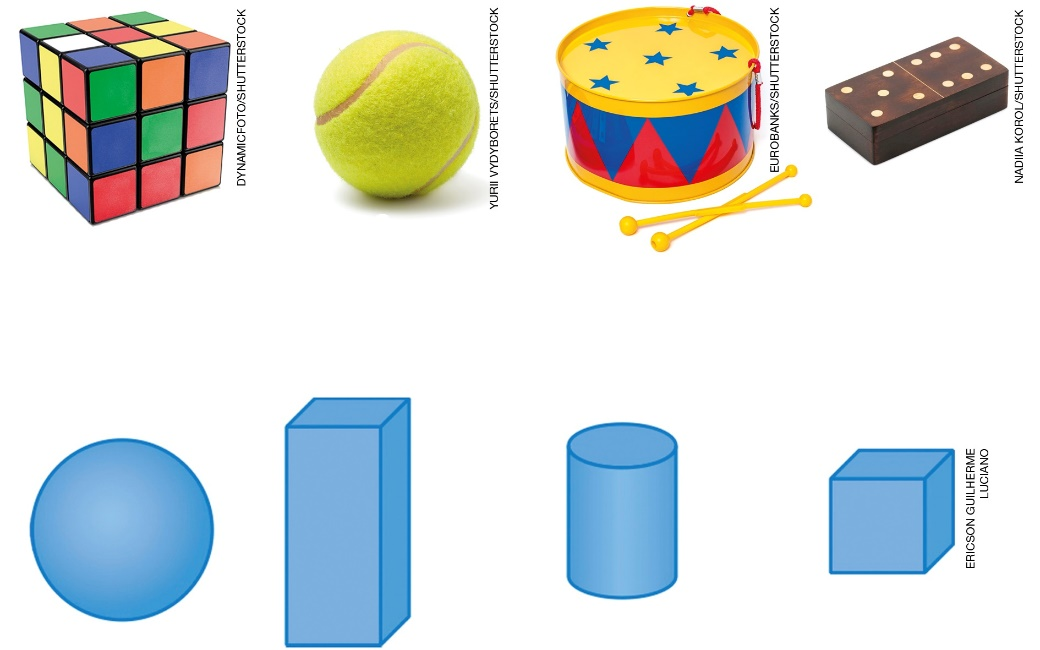 DYNAMICFOTO/SHUTTERSTOCK
YURII VYDYBORETS/SHUTTERSTOCK
EUROBANKS/SHUTTERSTOCK
NADIIA KOROL/SHUTTERSTOCK
ERICSON GUILHERME
LUCIANO